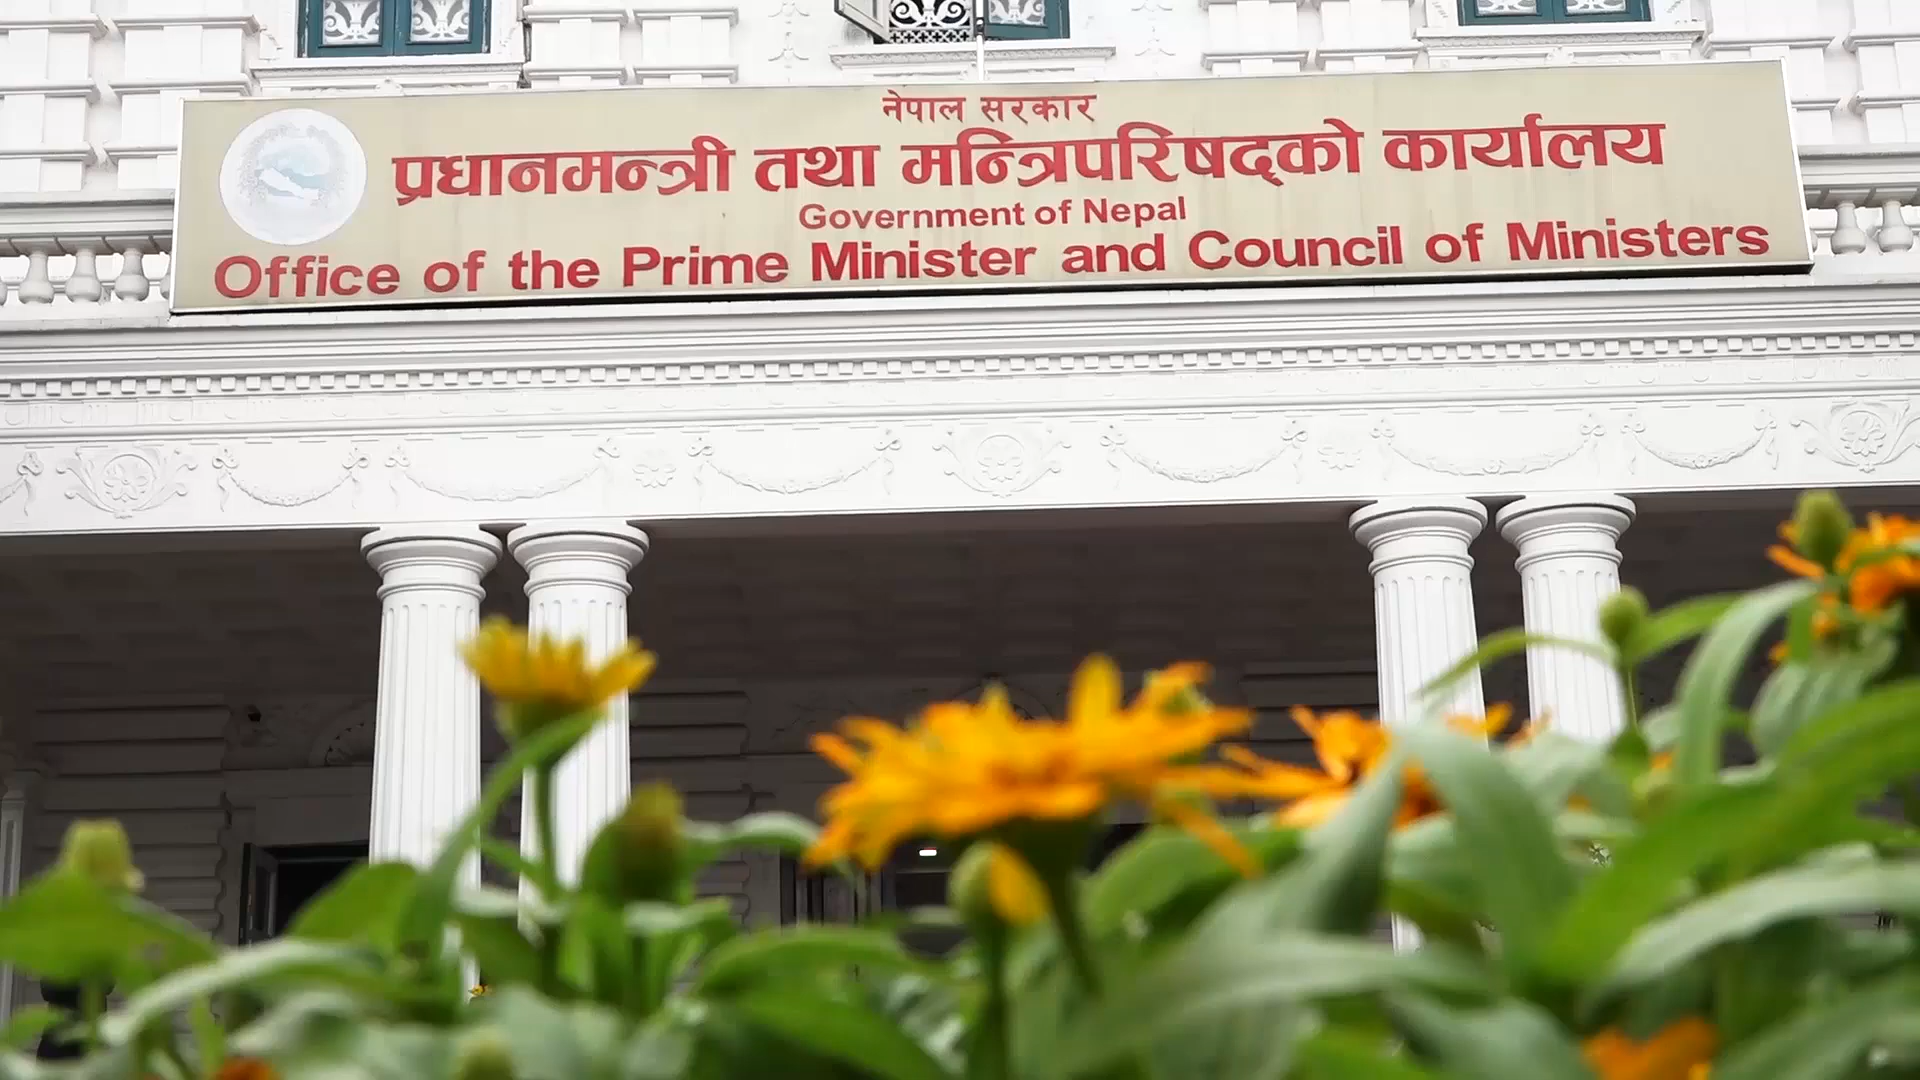 नेपाल सरकार
प्रधानमन्त्री तथा मन्त्रिपरिषद्को कार्यालय
Government of Nepal
Office of the Prime Minister and Council of Ministers